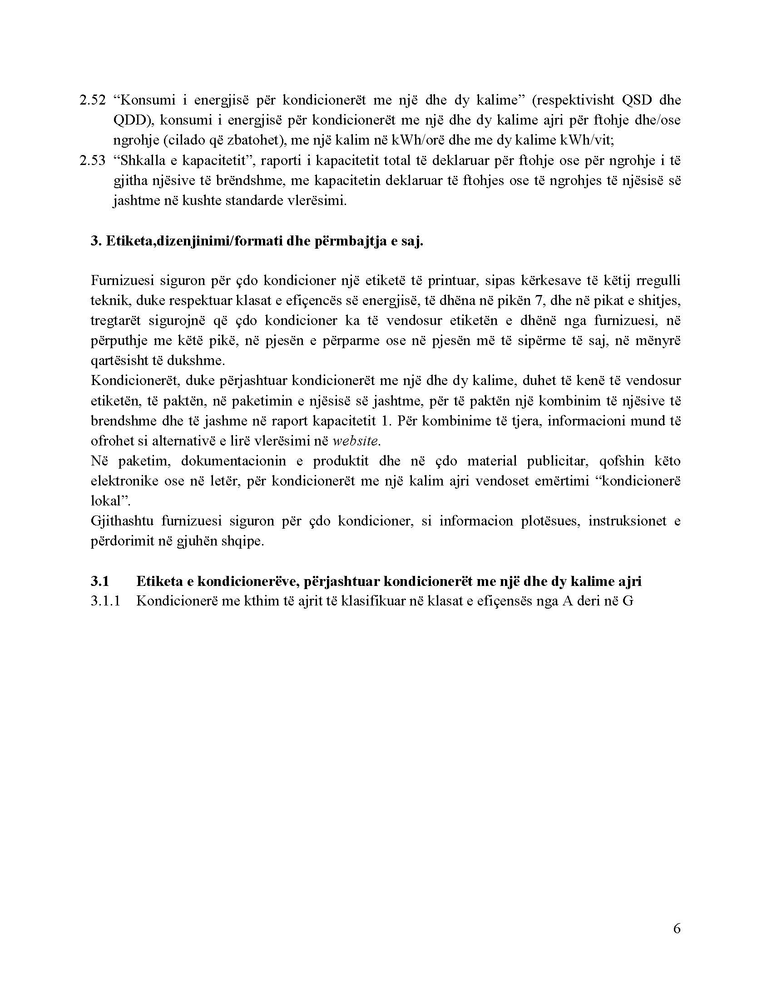 2.52 “Konsumi i energjisë për kondicionerët me një dhe dy kalime” (respektivisht QSD dhe
QDD), konsumi i energjisë për kondicionerët me një dhe dy kalime ajri për ftohje dhe/ose
ngrohje (cilado që zbatohet), me një kalim në kWh/orë dhe me dy kalime kWh/vit;
2.53 “Shkalla e kapacitetit”, raporti i kapacitetit total të deklaruar për ftohje ose për ngrohje i të
gjitha njësive të brëndshme, me kapacitetin deklaruar të ftohjes ose të ngrohjes të njësisë së
jashtme në kushte standarde vlerësimi.
3. Etiketa,dizenjinimi/formati dhe përmbajtja e saj.
Furnizuesi siguron për çdo kondicioner një etiketë të printuar, sipas kërkesave të këtij rregulli
teknik, duke respektuar klasat e efiçencës së energjisë, të dhëna në pikën 7, dhe në pikat e shitjes,
tregtarët sigurojnë që çdo kondicioner ka të vendosur etiketën e dhënë nga furnizuesi, në
përputhje me këtë pikë, në pjesën e përparme ose në pjesën më të sipërme të saj, në mënyrë
qartësisht të dukshme.
Kondicionerët, duke përjashtuar kondicionerët me një dhe dy kalime, duhet të kenë të vendosur
etiketën, të paktën, në paketimin e njësisë së jashtme, për të paktën një kombinim të njësive të
brendshme dhe të jashme në raport kapacitetit 1. Për kombinime të tjera, informacioni mund të
ofrohet si alternativë e lirë vlerësimi në website.
Në paketim, dokumentacionin e produktit dhe në çdo material publicitar, qofshin këto
elektronike ose në letër, për kondicionerët me një kalim ajri vendoset emërtimi “kondicionerë
lokal”.
Gjithashtu furnizuesi siguron për çdo kondicioner, si informacion plotësues, instruksionet e
përdorimit në gjuhën shqipe.
3.1 Etiketa e kondicionerëve, përjashtuar kondicionerët me një dhe dy kalime ajri
3.1.1 Kondicionerë me kthim të ajrit të klasifikuar në klasat e efiçensës nga A deri në G
6